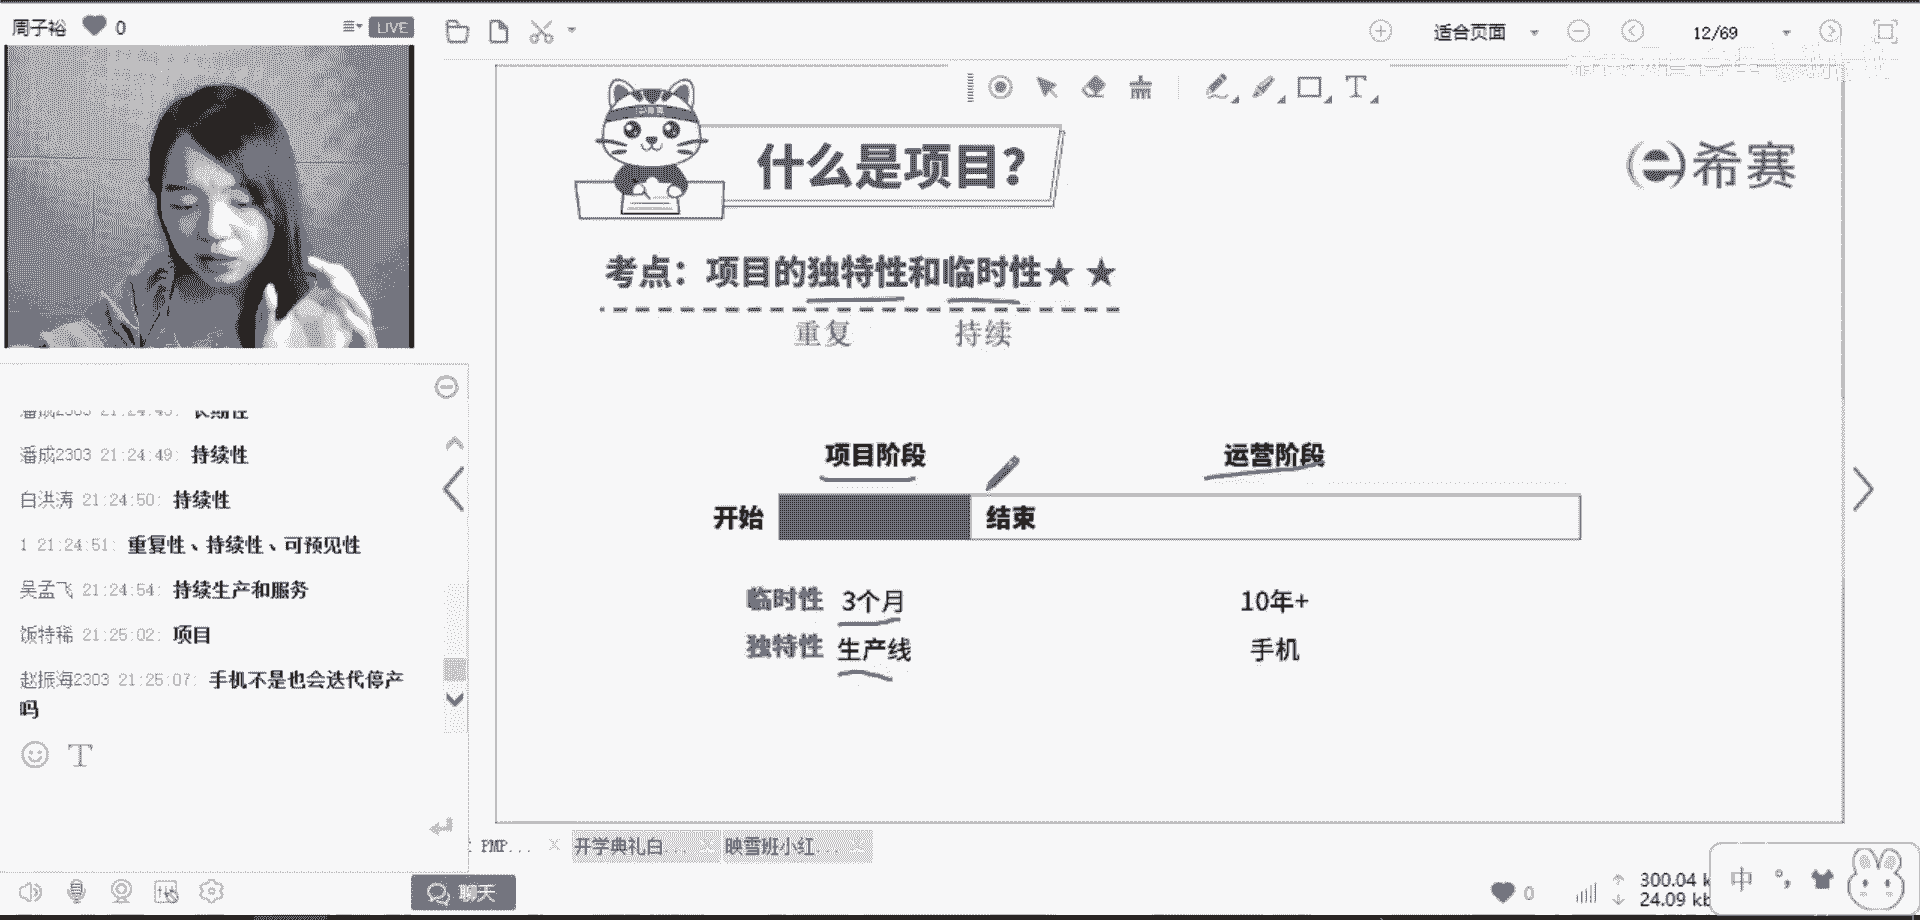 周子裕 0 LIVE
适合页面 12/69
什么是项目？
希赛
考点：项目的独特性和临时性★ ★
重复 持续
项目阶段 运营阶段
开始 结束
临时性 3个月 10年+
独特性 生产线 手机
潘成2303 21:24:49: 持续性
白洪涛 21:24:50: 持续性
1 21:24:51: 重复性、持续性、可预见性
吴孟飞 21:24:54: 持续生产和服务
饭特稀 21:25:02: 项目
赵振海2303 21:25:07: 手机不是也会迭代停产
吗
PMP... 开学典礼白... 映雪班小红...
聊天
0 300.04 k
24.09 kb
中